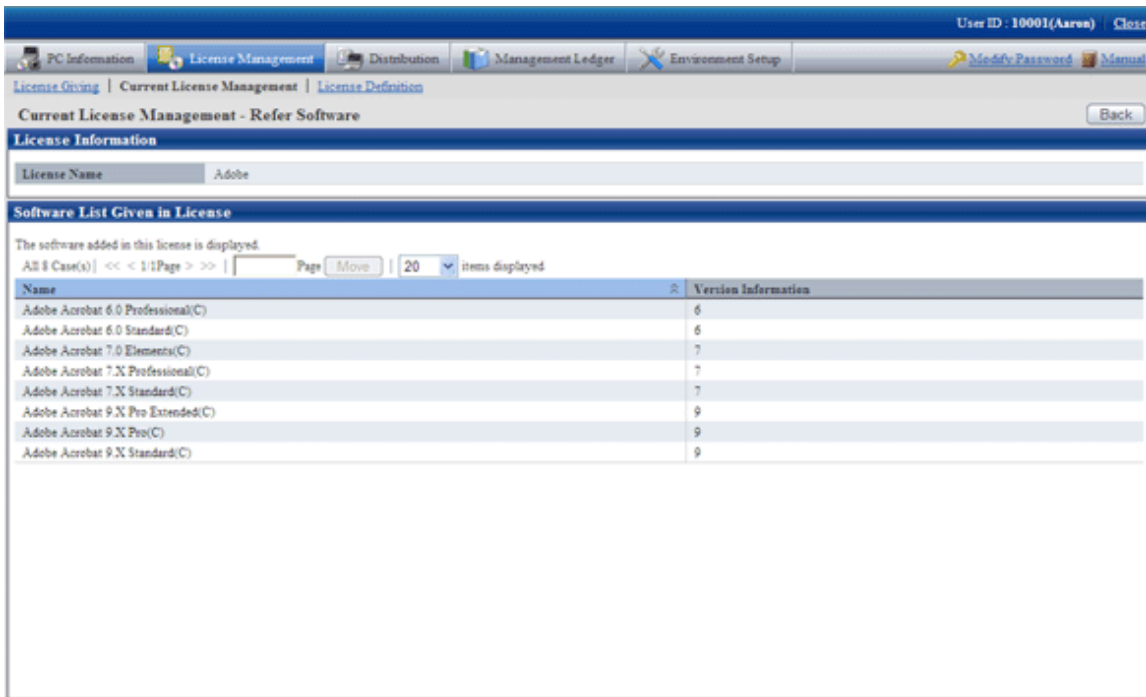 User ID : 10001(Aaron) Close
PC Information License Management Distribution Management Ledger Environment Setup Modify Password Manual
License Giving | Current License Management | License Definition
Current License Management - Refer Software Back
License Information
License Name Adobe
Software List Given in License
The software added in this license is displayed.
All 8 Case(s) | << < 1/1Page > >> | Page Move | 20 items displayed
Name Version Information
Adobe Acrobat 6.0 Professional(C) 6
Adobe Acrobat 6.0 Standard(C) 6
Adobe Acrobat 7.0 Elements(C) 7
Adobe Acrobat 7.X Professional(C) 7
Adobe Acrobat 7.X Standard(C) 7
Adobe Acrobat 9.X Pro Extended(C) 9
Adobe Acrobat 9.X Pro(C) 9
Adobe Acrobat 9.X Standard(C) 9